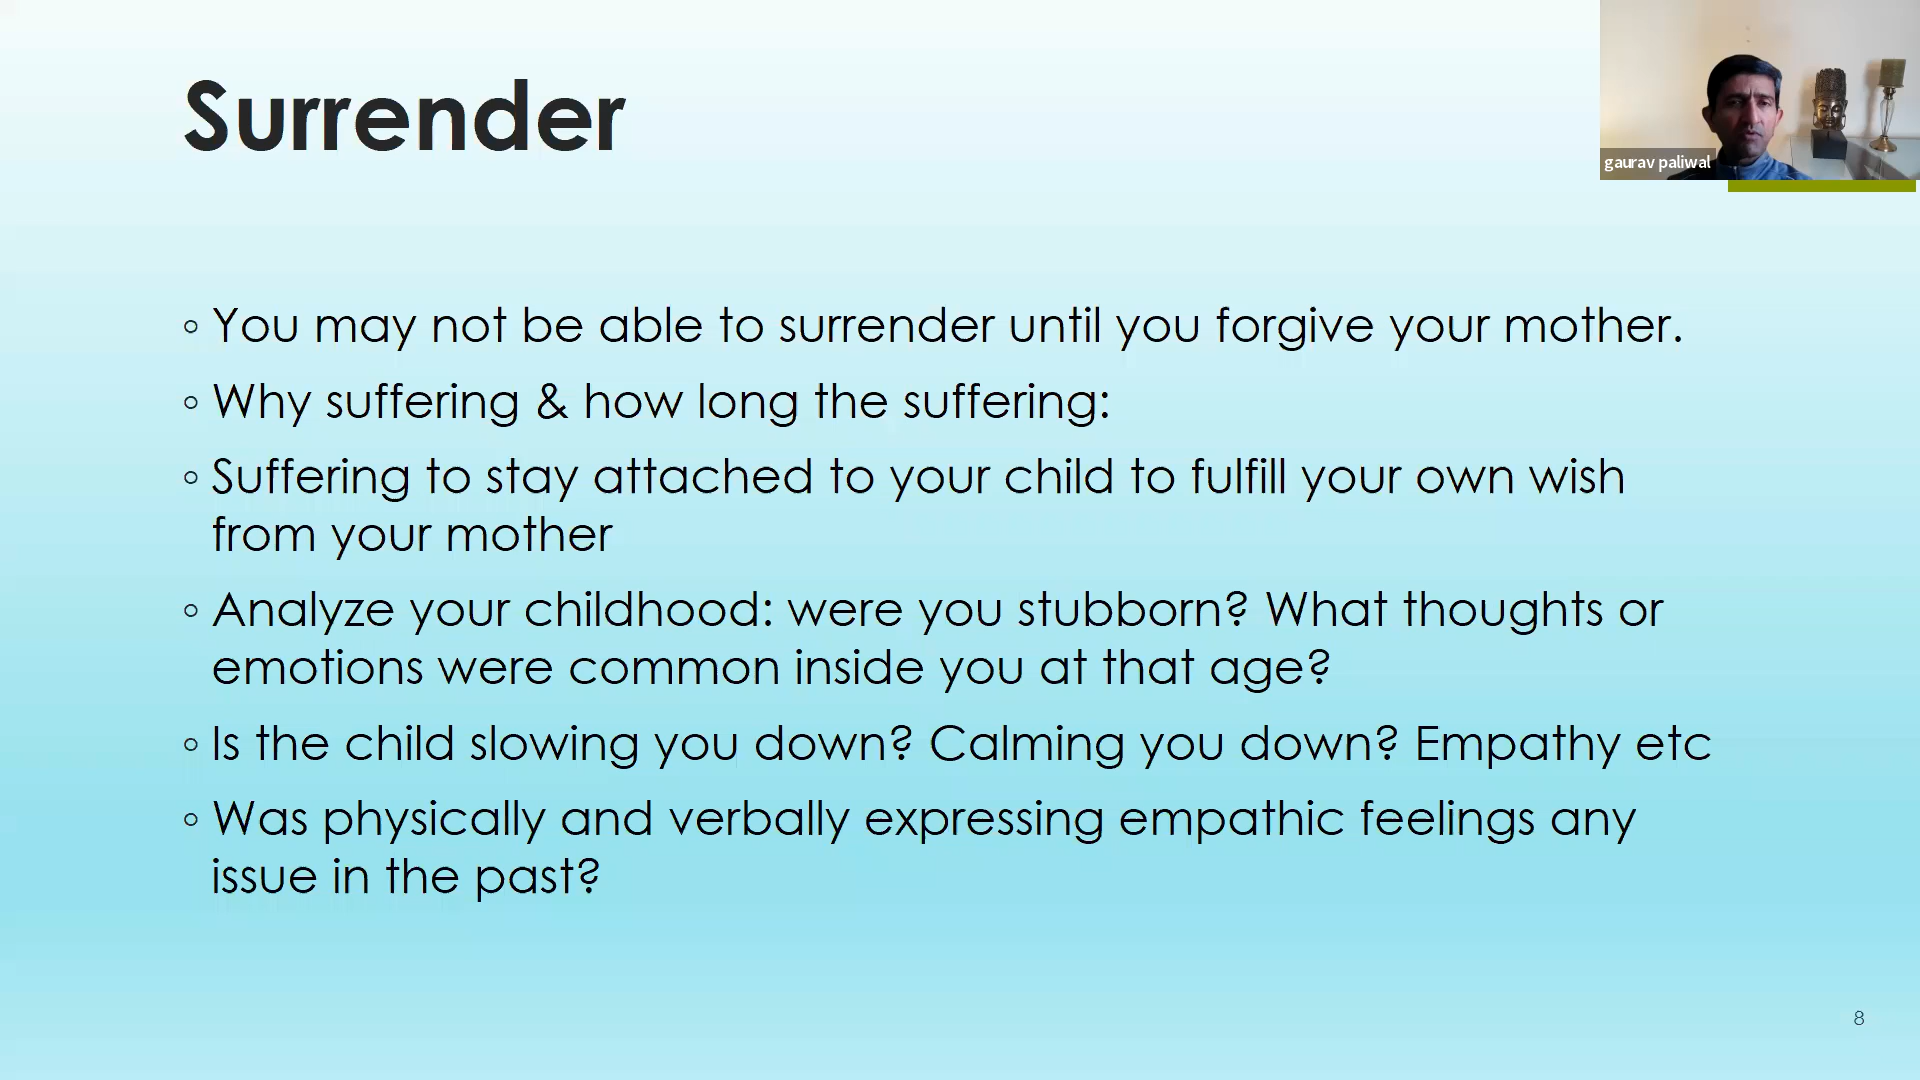 Surrender
gaurav paliwal
◦ You may not be able to surrender until you forgive your mother.
◦ Why suffering & how long the suffering:
◦ Suffering to stay attached to your child to fulfill your own wish
from your mother
◦ Analyze your childhood: were you stubborn? What thoughts or
emotions were common inside you at that age?
◦ Is the child slowing you down? Calming you down? Empathy etc
◦ Was physically and verbally expressing empathic feelings any
issue in the past?
8